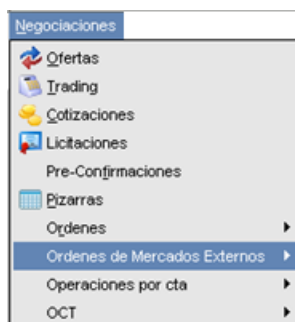 Negociaciones
Ofertas
Trading
Cotizaciones
Licitaciones
Pre-Confirmaciones
Pizarras
Ordenes
Ordenes de Mercados Externos
Operaciones por cta
OCT